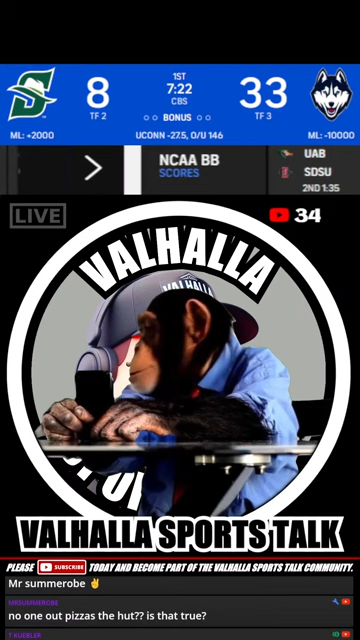 S
8
TF 2
1ST
7:22
CBS
BONUS
33
TF 3
ML: +2000
UCONN -27.5, O/U 146
ML: -10000
NCAA BB
SCORES
UAB
SDSU
2ND 1:35
LIVE
34
VALHALLA
VALHALLA
VALHALLA SPORTS TALK
PLEASE SUBSCRIBE TODAY AND BECOME PART OF THE VALHALLA SPORTS TALK COMMUNITY.
Mr summerobe ✌
MRSUMMEROBE
no one out pizzas the hut?? is that true?
T KUEBLER